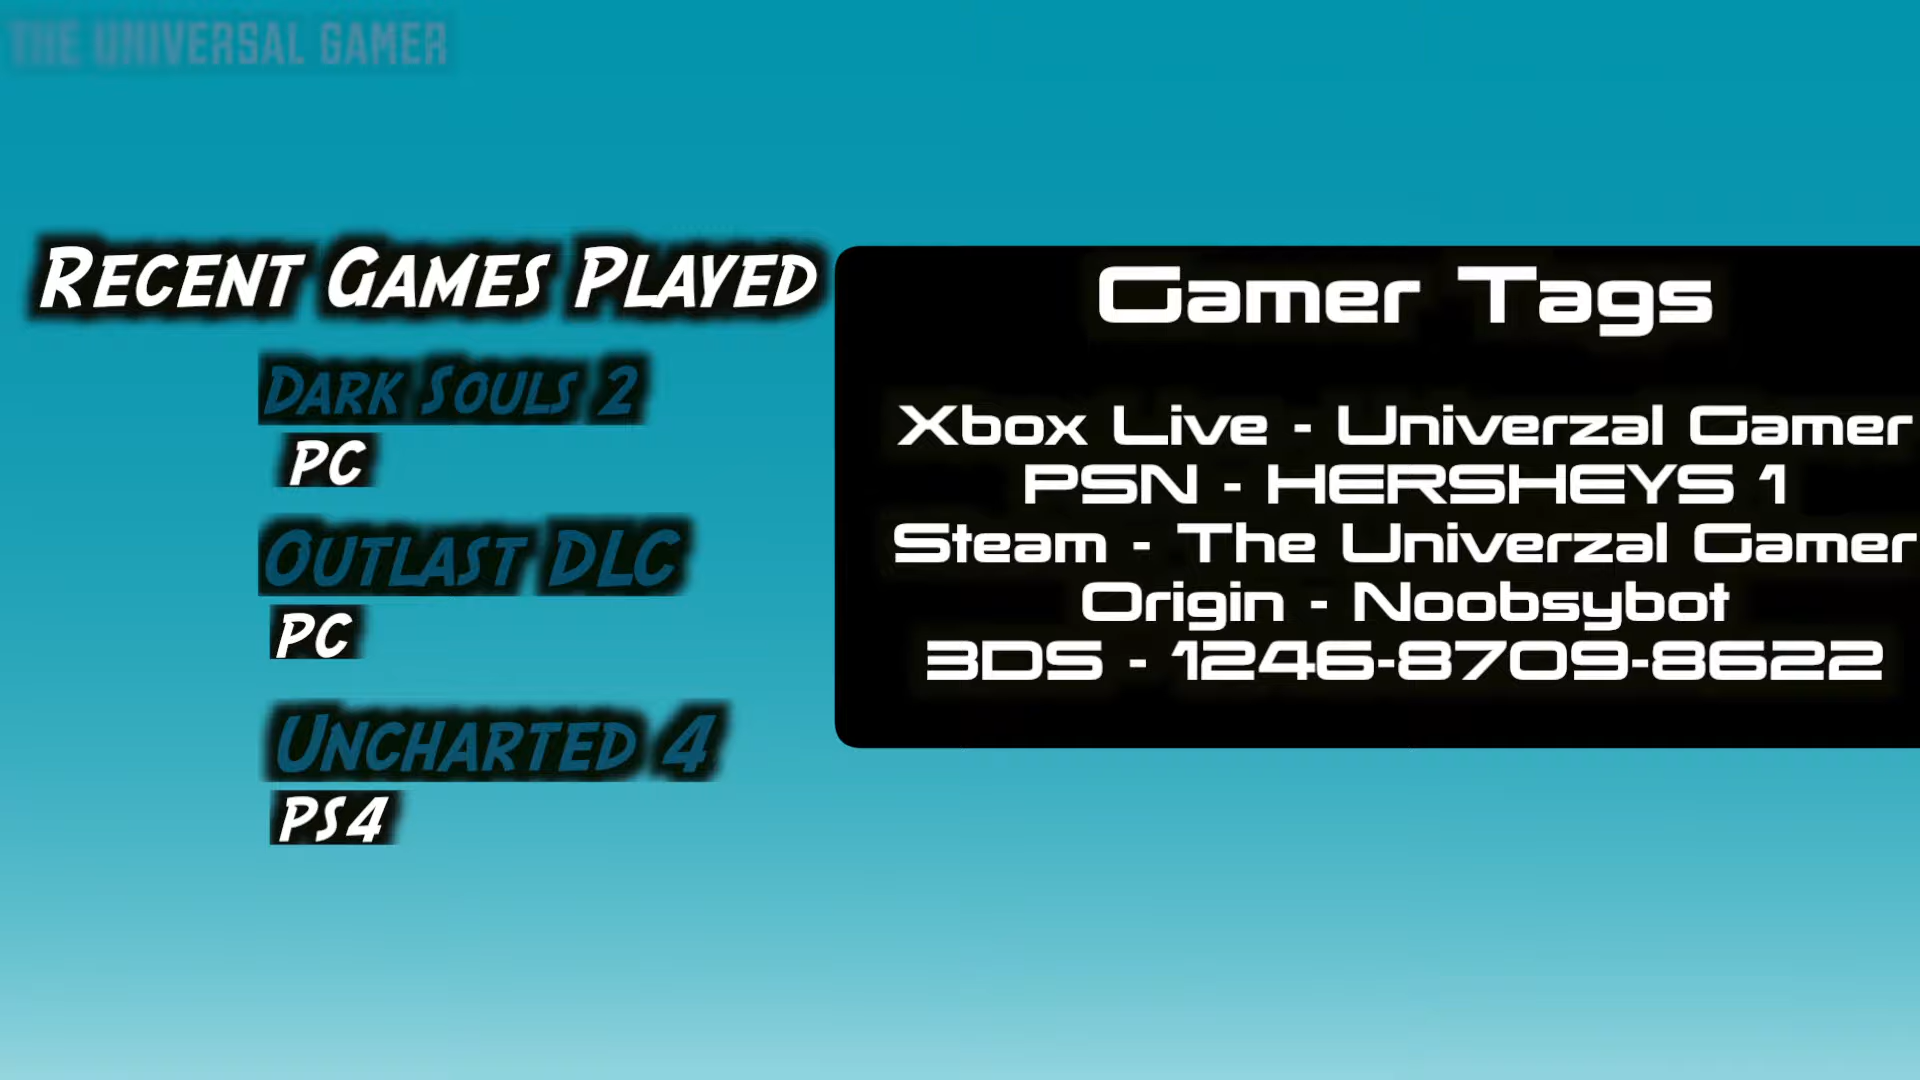 THE UNIVERSAL GAMER
RECENT GAMES PLAYED
DARK SOULS 2
PC
OUTLAST DLC
PC
UNCHARTED 4
PS4
Gamer Tags
Xbox Live - Univerzal Gamer
PSN - HERSHEYS 1
Steam - The Univerzal Gamer
Origin - Noobsybot
3DS - 1246-8709-8622